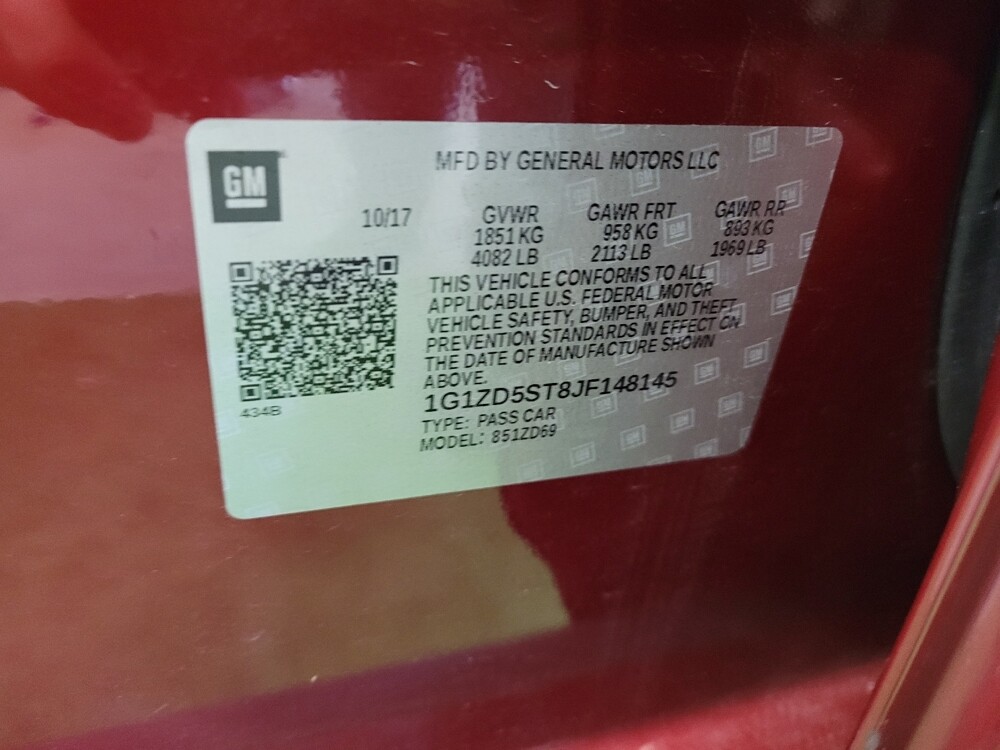 GM
MFD BY GENERAL MOTORS LLC
10/17
GVWR GAWR FRT GAWR RR
1851 KG 958 KG 893 KG
4082 LB 2113 LB 1969 LB
THIS VEHICLE CONFORMS TO ALL
APPLICABLE U.S. FEDERAL MOTOR
VEHICLE SAFETY, BUMPER, AND THEFT
PREVENTION STANDARDS IN EFFECT ON
THE DATE OF MANUFACTURE SHOWN
ABOVE.
1G1ZD5ST8JF148145
434B
TYPE: PASS CAR
MODEL: 851ZD69